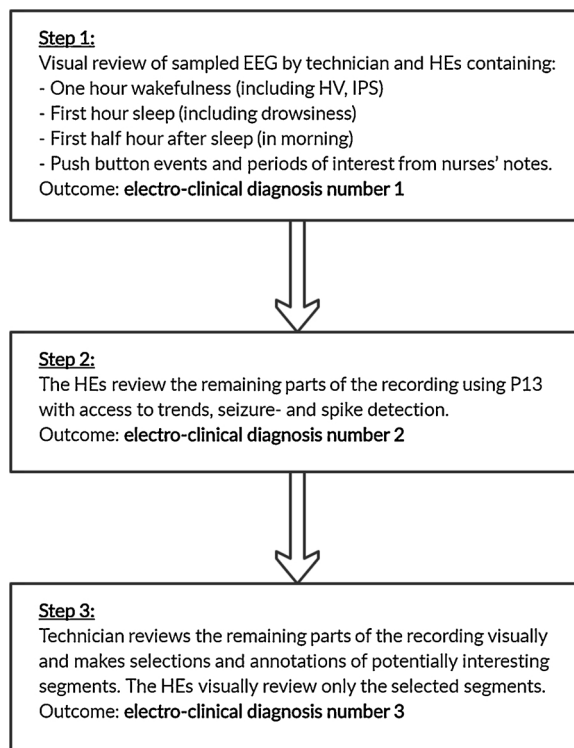 Step 1:
Visual review of sampled EEG by technician and HEs containing:
- One hour wakefulness (including HV, IPS)
- First hour sleep (including drowsiness)
- First half hour after sleep (in morning)
- Push button events and periods of interest from nurses’ notes.
Outcome: electro-clinical diagnosis number 1
Step 2:
The HEs review the remaining parts of the recording using P13
with access to trends, seizure- and spike detection.
Outcome: electro-clinical diagnosis number 2
Step 3:
Technician reviews the remaining parts of the recording visually
and makes selections and annotations of potentially interesting
segments. The HEs visually review only the selected segments.
Outcome: electro-clinical diagnosis number 3